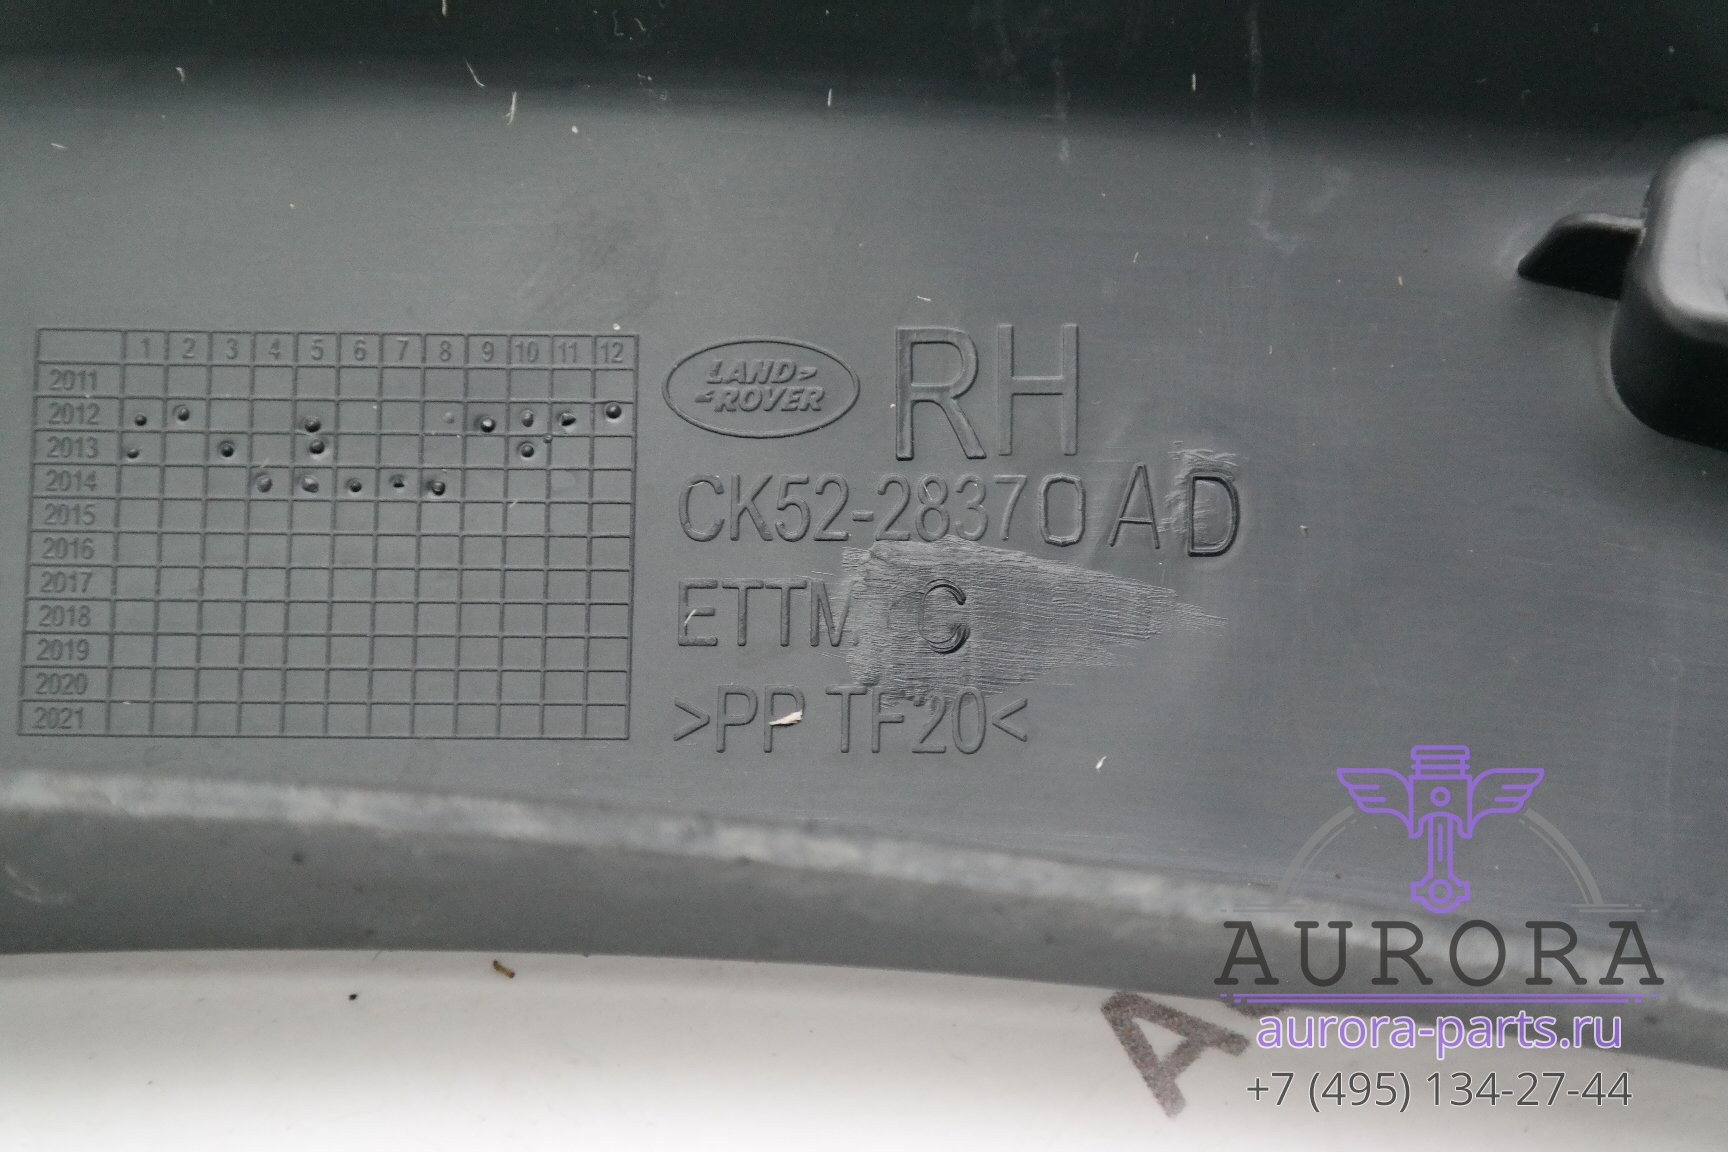 1 2 3 4 5 6 7 8 9 10 11 12
2011
2012
2013
2014
2015
2016
2017
2018
2019
2020
2021
LAND
ROVER
RH
CK52-28370 AD
ETTM C
>PP TF20<
AURORA
aurora-parts.ru
+7 (495) 134-27-44